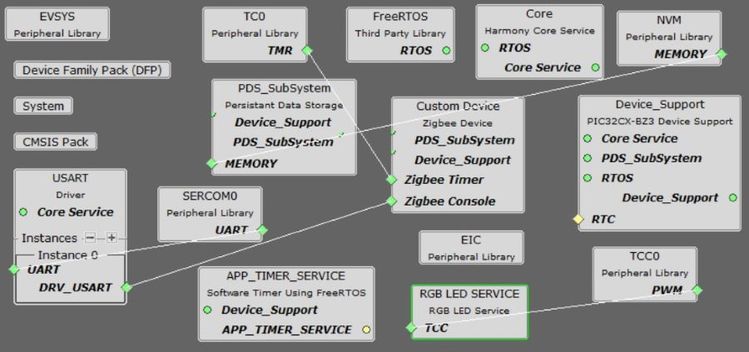 EVSYS
Peripheral Library
Device Family Pack (DFP)
System
CMSIS Pack
USART
Driver
Core Service
Instances
Instance 0
UART
DRV_USART
TC0
Peripheral Library
TMR
PDS_SubSystem
Persistant Data Storage
Device_Support
PDS_SubSystem
MEMORY
SERCOM0
Peripheral Library
UART
APP_TIMER_SERVICE
Software Timer Using FreeRTOS
Device_Support
APP_TIMER_SERVICE
FreeRTOS
Third Party Library
RTOS
Custom Device
Zigbee Device
PDS_SubSystem
Device_Support
Zigbee Timer
Zigbee Console
EIC
Peripheral Library
RGB LED SERVICE
RGB LED Service
TCC
Core
Harmony Core Service
RTOS
Core Service
NVM
Peripheral Library
MEMORY
Device_Support
PIC32CX-BZ3 Device Support
Core Service
PDS_SubSystem
RTOS
Device_Support
RTC
TCC0
Peripheral Library
PWM